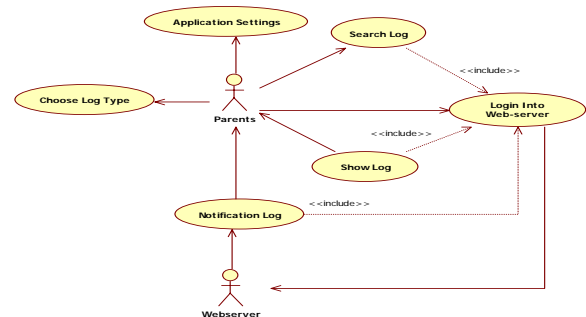 Application Settings
Search Log
<<include>>
Choose Log Type
Login Into
Web-server
Parents
<<include>>
Show Log
<<include>>
Notification Log
Webserver